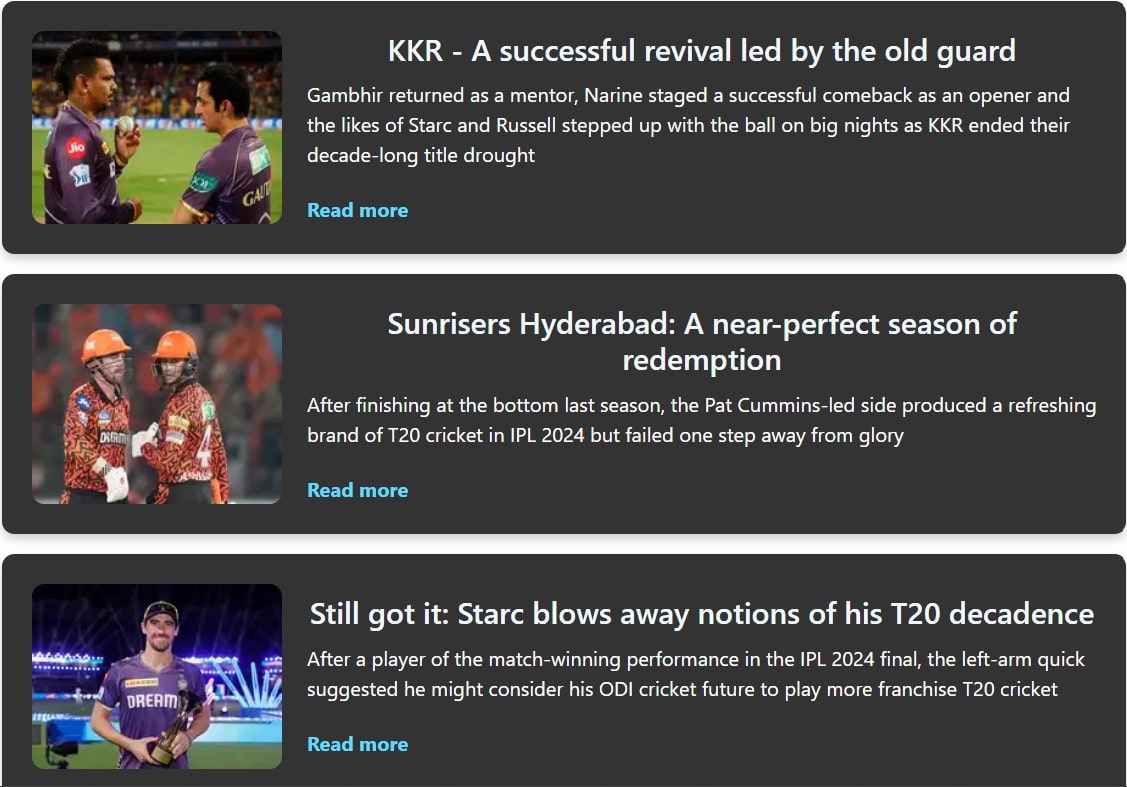 KKR - A successful revival led by the old guard
Gambhir returned as a mentor, Narine staged a successful comeback as an opener and
the likes of Starc and Russell stepped up with the ball on big nights as KKR ended their
decade-long title drought
Read more
Jio
Sunrisers Hyderabad: A near-perfect season of
redemption
After finishing at the bottom last season, the Pat Cummins-led side produced a refreshing
brand of T20 cricket in IPL 2024 but failed one step away from glory
Read more
4
Still got it: Starc blows away notions of his T20 decadence
After a player of the match-winning performance in the IPL 2024 final, the left-arm quick
suggested he might consider his ODI cricket future to play more franchise T20 cricket
Read more
DREAM